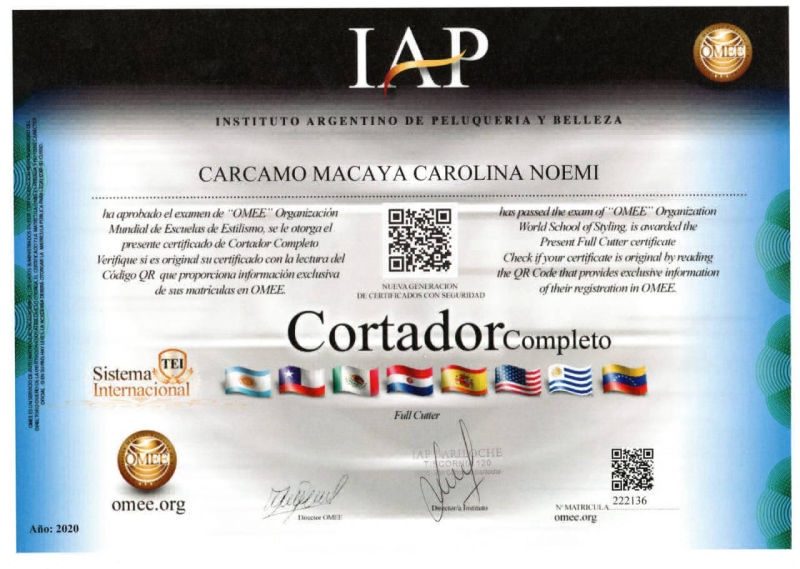 IAP
OMEE
INSTITUTO ARGENTINO DE PELUQUERIA Y BELLEZA
CARCAMO MACAYA CAROLINA NOEMI
ha aprobado el examen de "OMEE" Organización
Mundial de Escuelas de Estilismo, se le otorga el
presente certificado de Cortador Completo
Verifique si es original su certificado con la lectura del
Código QR que proporciona información exclusiva
de sus matriculas en OMEE.
NUEVA GENERACION
DE CERTIFICADOS CON SEGURIDAD
has passed the exam of "OMEE" Organization
World School of Styling, is awarded the
Present Full Cutter certificate
Check if your certificate is original by reading
the QR Code that provides exclusive information
of their registration in OMEE.
Cortador Completo
Sistema TEI
Internacional
Full Cutter
OMEE
omee.org
Director OMEE
IAP BARILOCHE
Director/a Instituto
222136
Nº MATRICULA
omee.org
Año: 2020